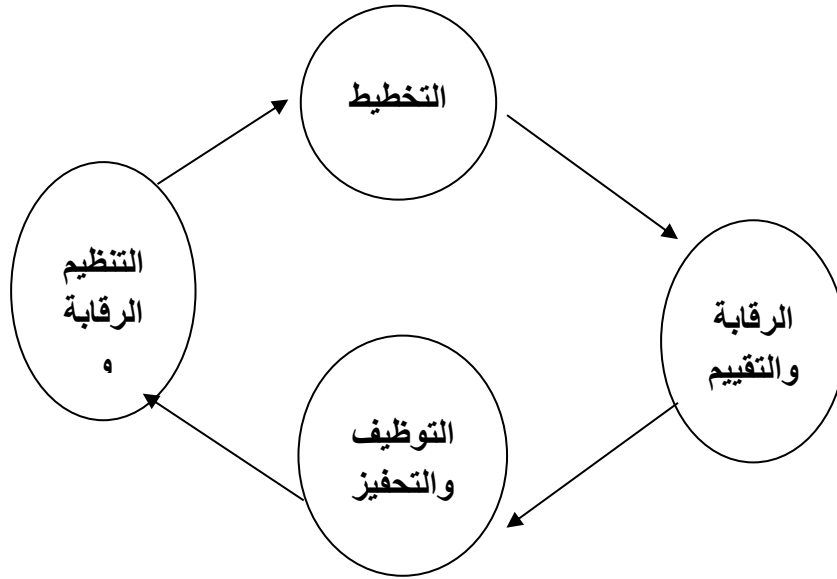 التخطيط
الرقابة
والتقييم
التوظيف
والتحفيز
التنظيم
الرقابة
و